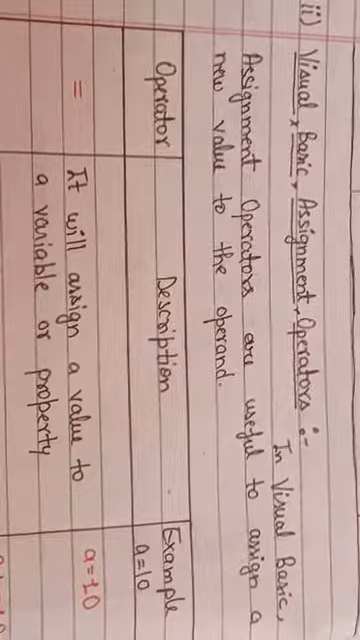 ii) Visual Basic Assignment Operators :-
In Visual Basic,
Assignment Operators are useful to assign a
new value to the operand.
Operator Description Example
a=10
= It will assign a value to a=10
a variable or property